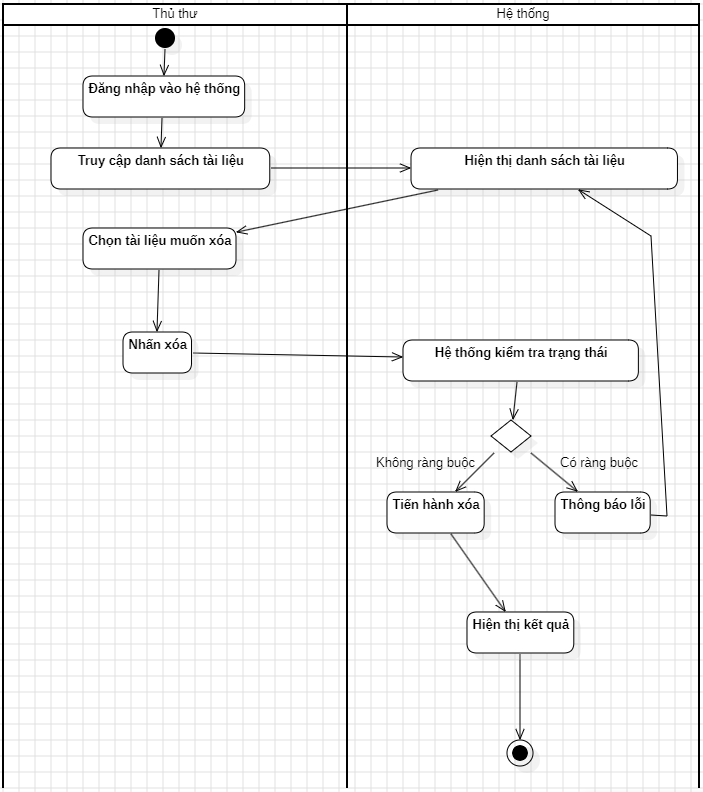 Thủ thư
Hệ thống
Đăng nhập vào hệ thống
Truy cập danh sách tài liệu
Hiện thị danh sách tài liệu
Chọn tài liệu muốn xóa
Nhấn xóa
Hệ thống kiểm tra trạng thái
Không ràng buộc
Có ràng buộc
Tiến hành xóa
Thông báo lỗi
Hiện thị kết quả